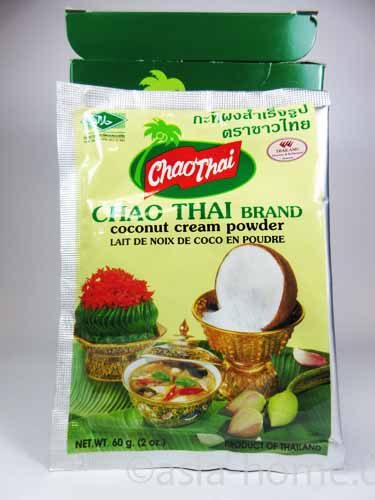 กะทิผงสำเร็จรูป
ตราชาวไทย
ChaoThai
THAILAND
CHAO THAI BRAND
coconut cream powder
LAIT DE NOIX DE COCO EN POUDRE
NET WT. 60 g. (2 oz.)
PRODUCT OF THAILAND
©asia-home.c